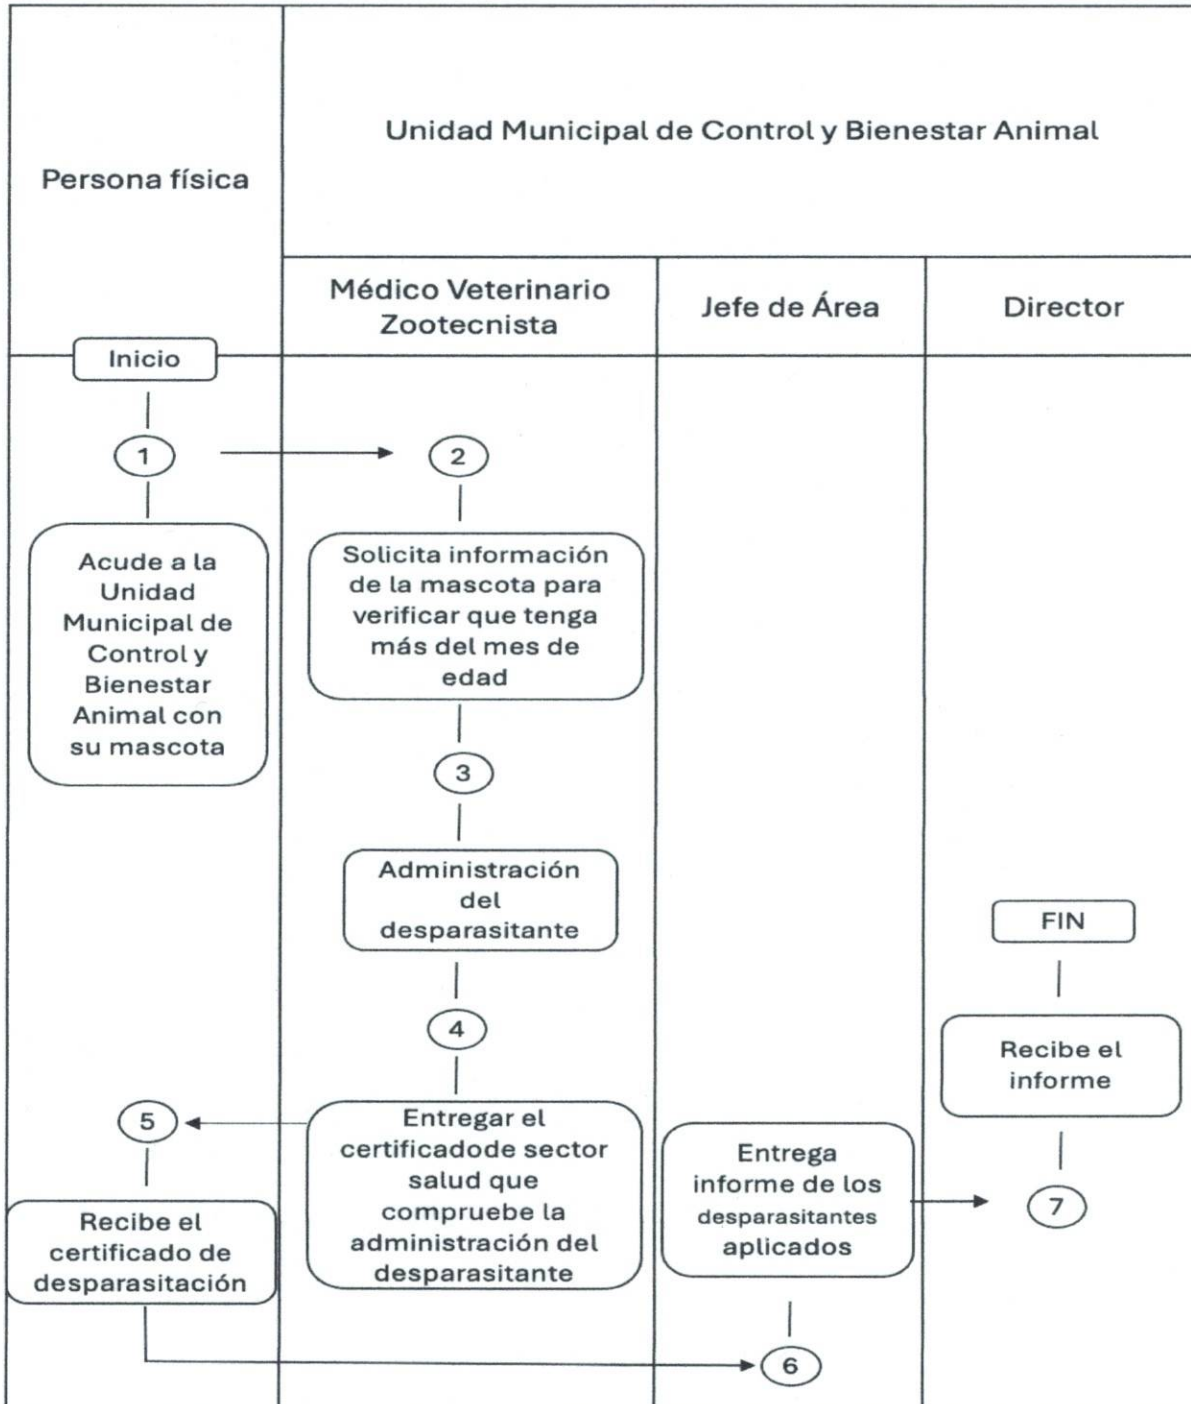 Persona física
Unidad Municipal de Control y Bienestar Animal
Médico Veterinario
Zootecnista
Jefe de Área
Director
Inicio
1
2
Acude a la
Unidad
Municipal de
Control y
Bienestar
Animal con
su mascota
Solicita información
de la mascota para
verificar que tenga
más del mes de
edad
3
Administración
del
desparasitante
4
Entregar el
certificadode sector
salud que
compruebe la
administración del
desparasitante
5
Recibe el
certificado de
desparasitación
6
Entrega
informe de los
desparasitantes
aplicados
7
Recibe el
informe
FIN